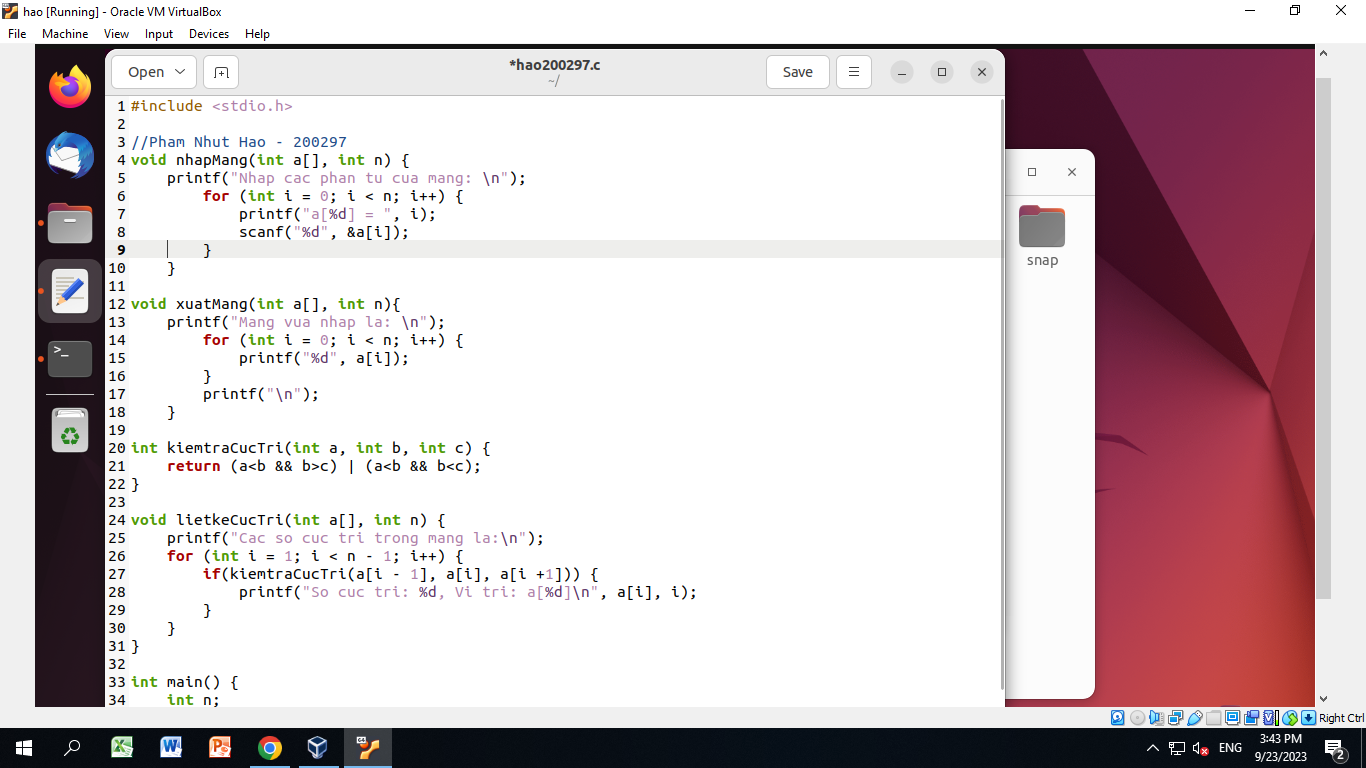 hao [Running] - Oracle VM VirtualBox
File Machine View Input Devices Help
Open
*hao200297.c
~/
Save
1 #include <stdio.h>
2
3 //Pham Nhut Hao - 200297
4 void nhapMang(int a[], int n) {
5     printf("Nhap cac phan tu cua mang: \n");
6         for (int i = 0; i < n; i++) {
7             printf("a[%d] = ", i);
8             scanf("%d", &a[i]);
9         }
10     }
11
12 void xuatMang(int a[], int n){
13     printf("Mang vua nhap la: \n");
14         for (int i = 0; i < n; i++) {
15             printf("%d", a[i]);
16         }
17         printf("\n");
18     }
19
20 int kiemtraCucTri(int a, int b, int c) {
21     return (a<b && b>c) | (a<b && b<c);
22 }
23
24 void lietkeCucTri(int a[], int n) {
25     printf("Cac so cuc tri trong mang la:\n");
26     for (int i = 1; i < n - 1; i++) {
27         if(kiemtraCucTri(a[i - 1], a[i], a[i +1])) {
28             printf("So cuc tri: %d, Vi tri: a[%d]\n", a[i], i);
29         }
30     }
31 }
32
33 int main() {
34     int n;
snap
Right Ctrl
ENG
3:43 PM
9/23/2023
2